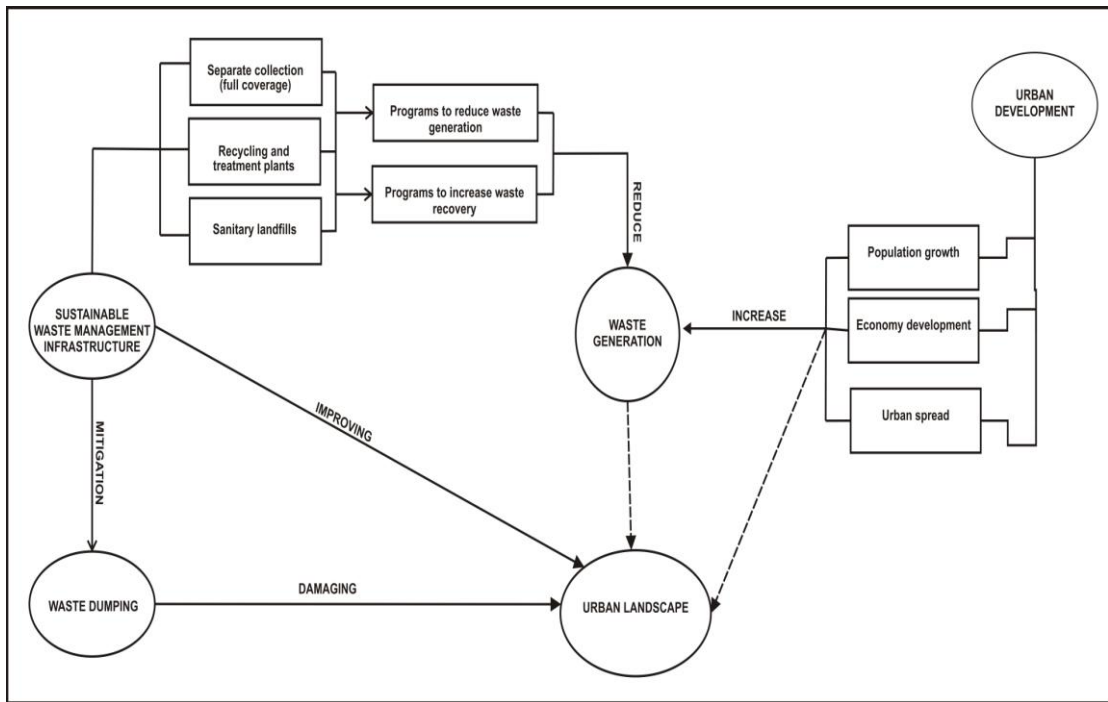 Separate collection
(full coverage)
Recycling and
treatment plants
Sanitary landfills
Programs to reduce waste
generation
Programs to increase waste
recovery
REDUCE
URBAN
DEVELOPMENT
Population growth
Economy development
Urban spread
INCREASE
WASTE
GENERATION
SUSTAINABLE
WASTE MANAGEMENT
INFRASTRUCTURE
IMPROVING
MITIGATION
WASTE DUMPING
DAMAGING
URBAN LANDSCAPE